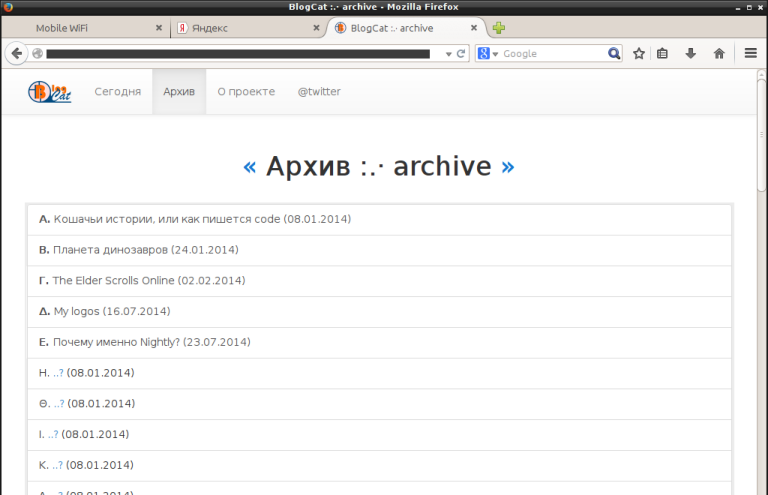 BlogCat :.· archive - Mozilla Firefox
Mobile WiFi
Яндекс
BlogCat :.· archive
Google
Blog Cat
Сегодня
Архив
О проекте
@twitter
« Архив :.· archive »
Α. Кошачьи истории, или как пишется code (08.01.2014)
Β. Планета динозавров (24.01.2014)
Γ. The Elder Scrolls Online (02.02.2014)
Δ. My logos (16.07.2014)
Ε. Почему именно Nightly? (23.07.2014)
Η. ..? (08.01.2014)
Θ. ..? (08.01.2014)
Ι. ..? (08.01.2014)
Κ. ..? (08.01.2014)
..? (08.01.2014)